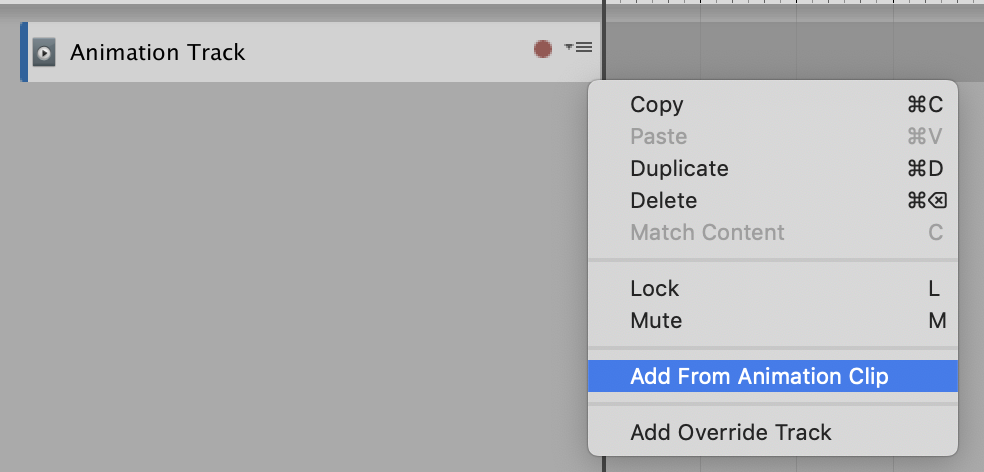 Animation Track
Copy ⌘C
Paste ⌘V
Duplicate ⌘D
Delete ⌘⌫
Match Content C
Lock L
Mute M
Add From Animation Clip
Add Override Track